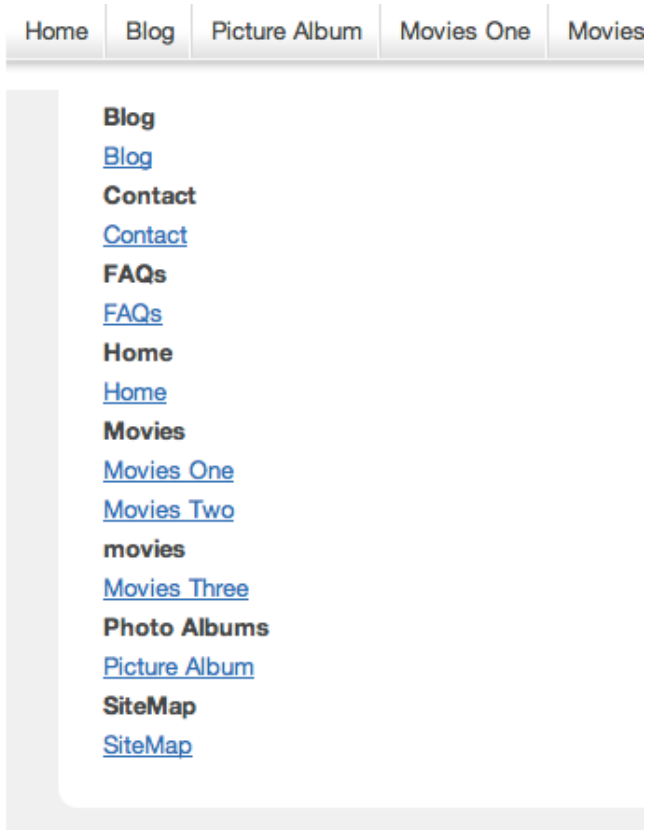 Home Blog Picture Album Movies One Movies
Blog
Blog
Contact
Contact
FAQs
FAQs
Home
Home
Movies
Movies One
Movies Two
movies
Movies Three
Photo Albums
Picture Album
SiteMap
SiteMap